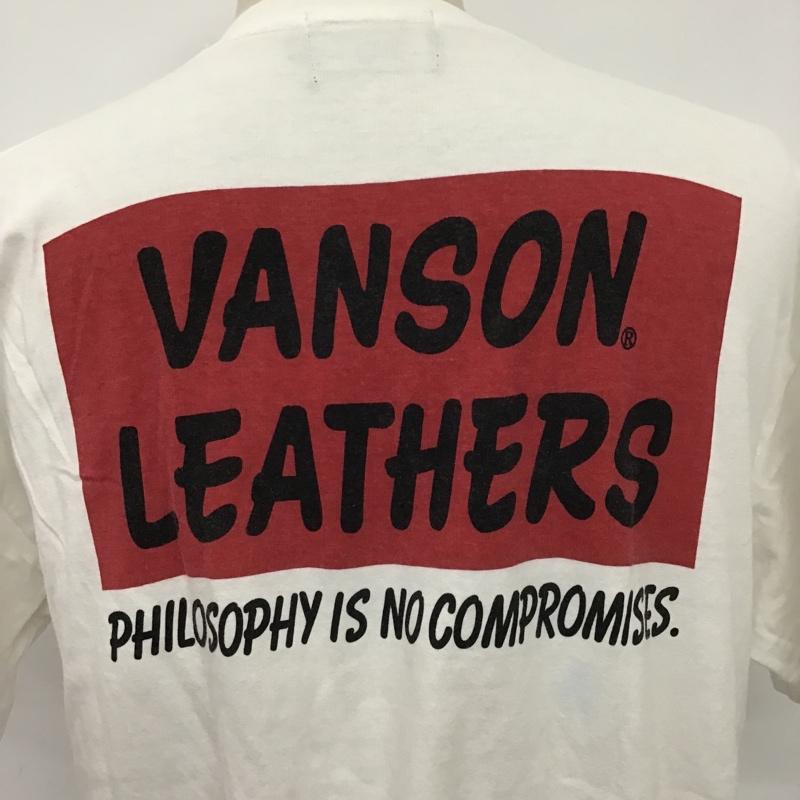 VANSON®
LEATHERS
PHILOSOPHY IS NO COMPROMISES.